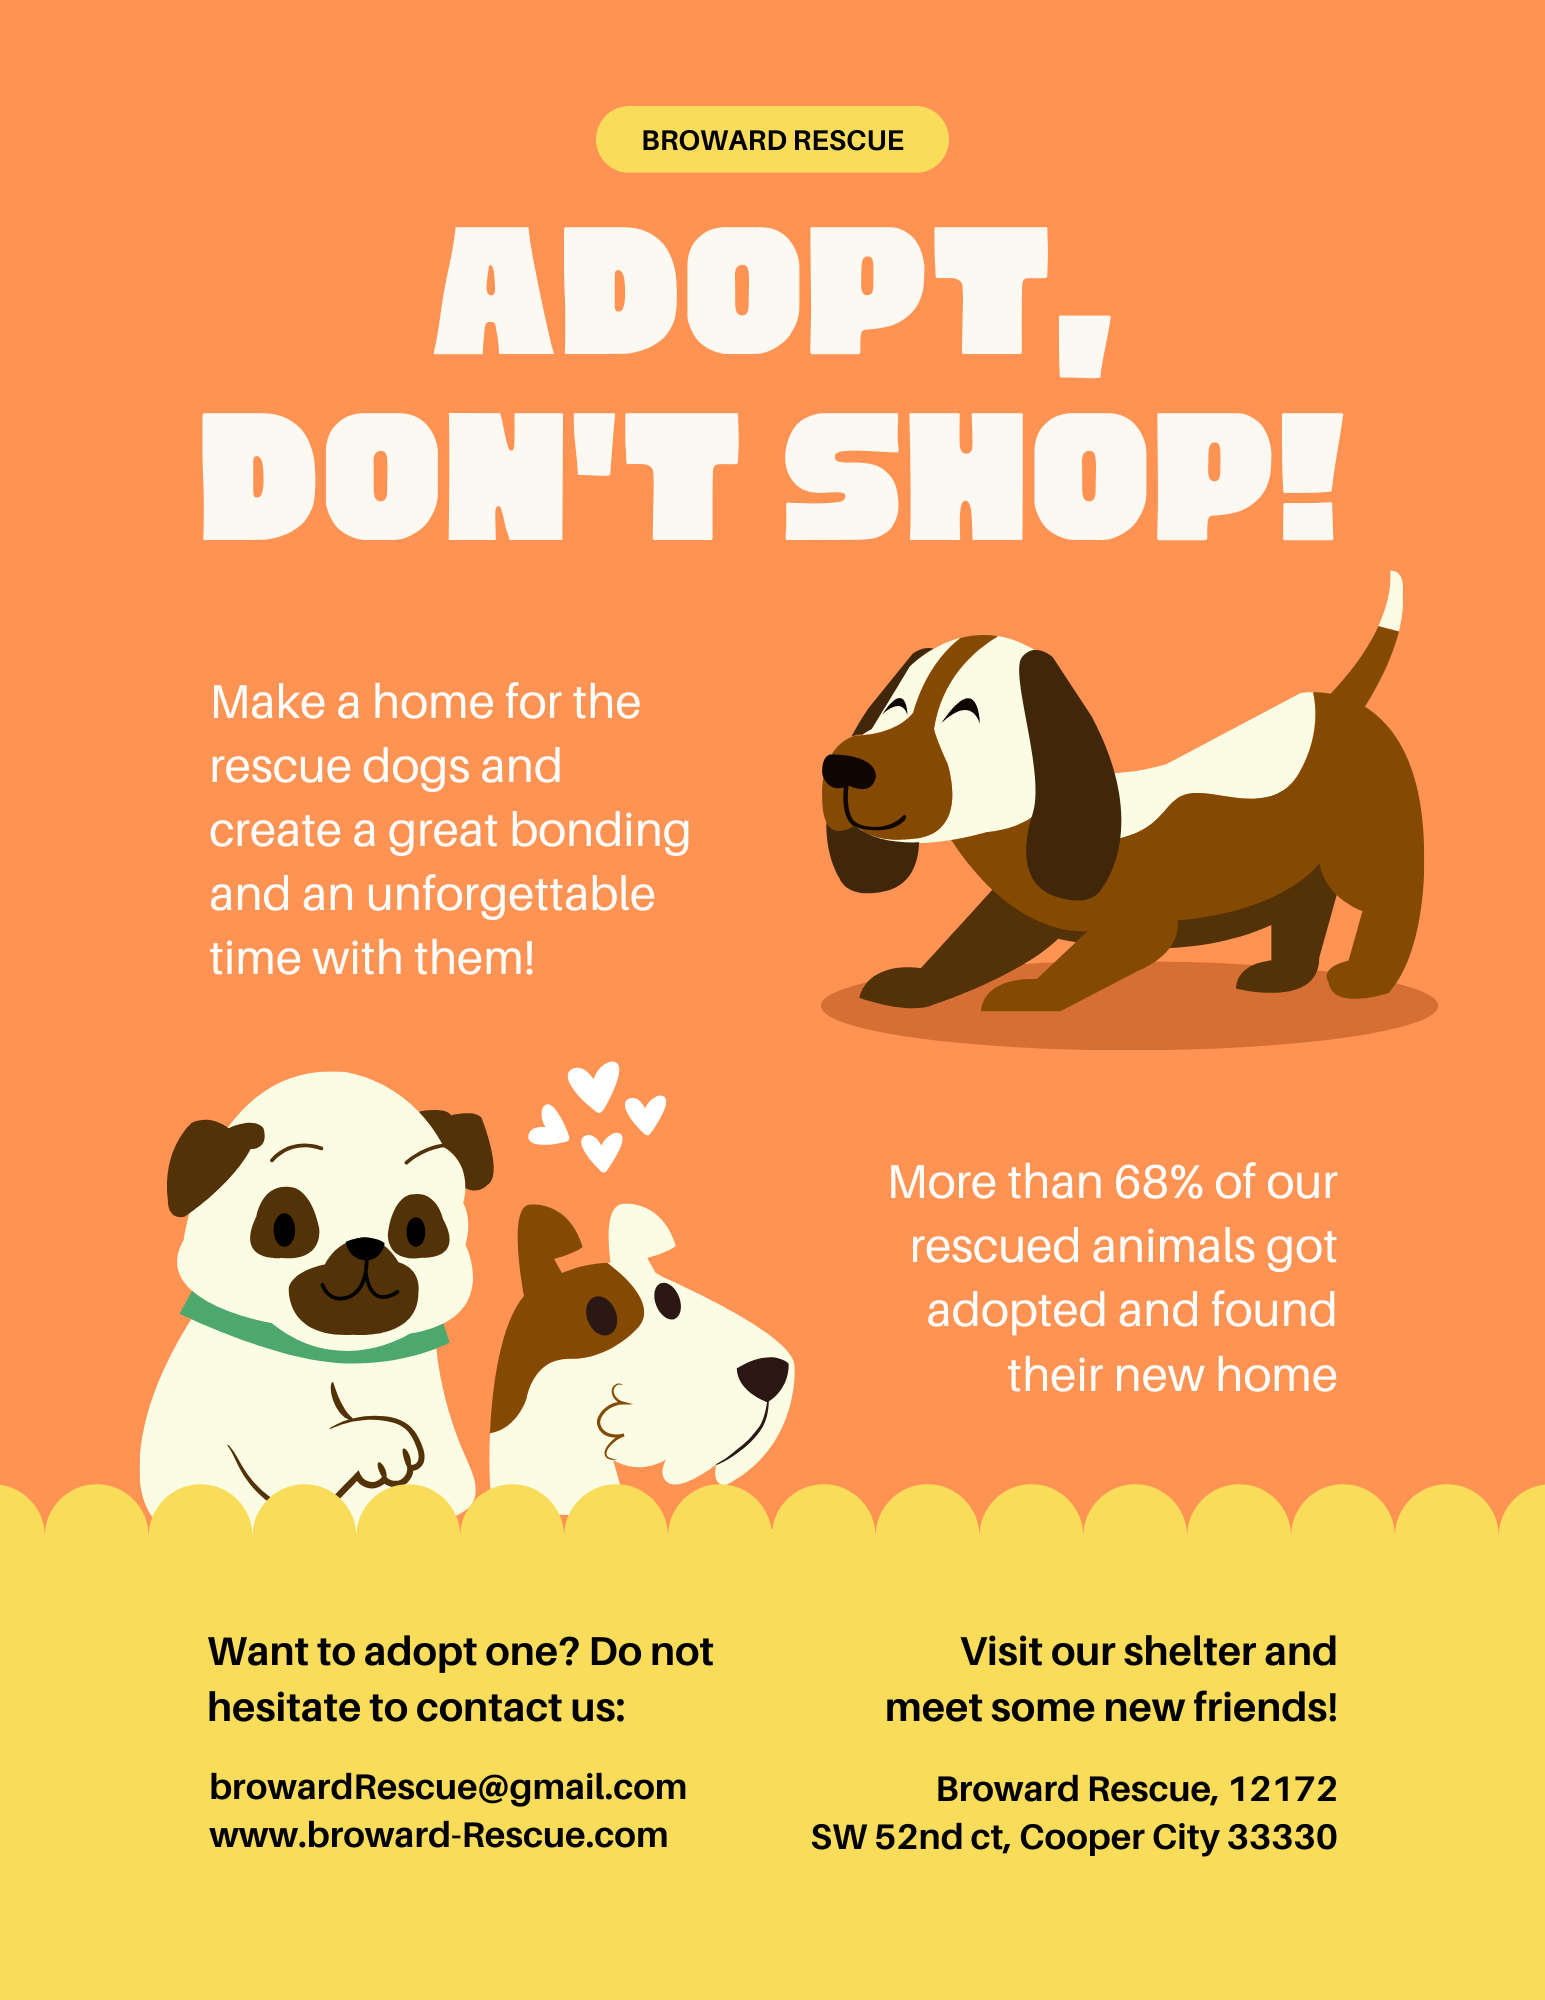 BROWARD RESCUE
ADOPT,
DON'T SHOP!
Make a home for the
rescue dogs and
create a great bonding
and an unforgettable
time with them!
More than 68% of our
rescued animals got
adopted and found
their new home
Want to adopt one? Do not
hesitate to contact us:
browardRescue@gmail.com
www.broward-Rescue.com
Visit our shelter and
meet some new friends!
Broward Rescue, 12172
SW 52nd ct, Cooper City 33330